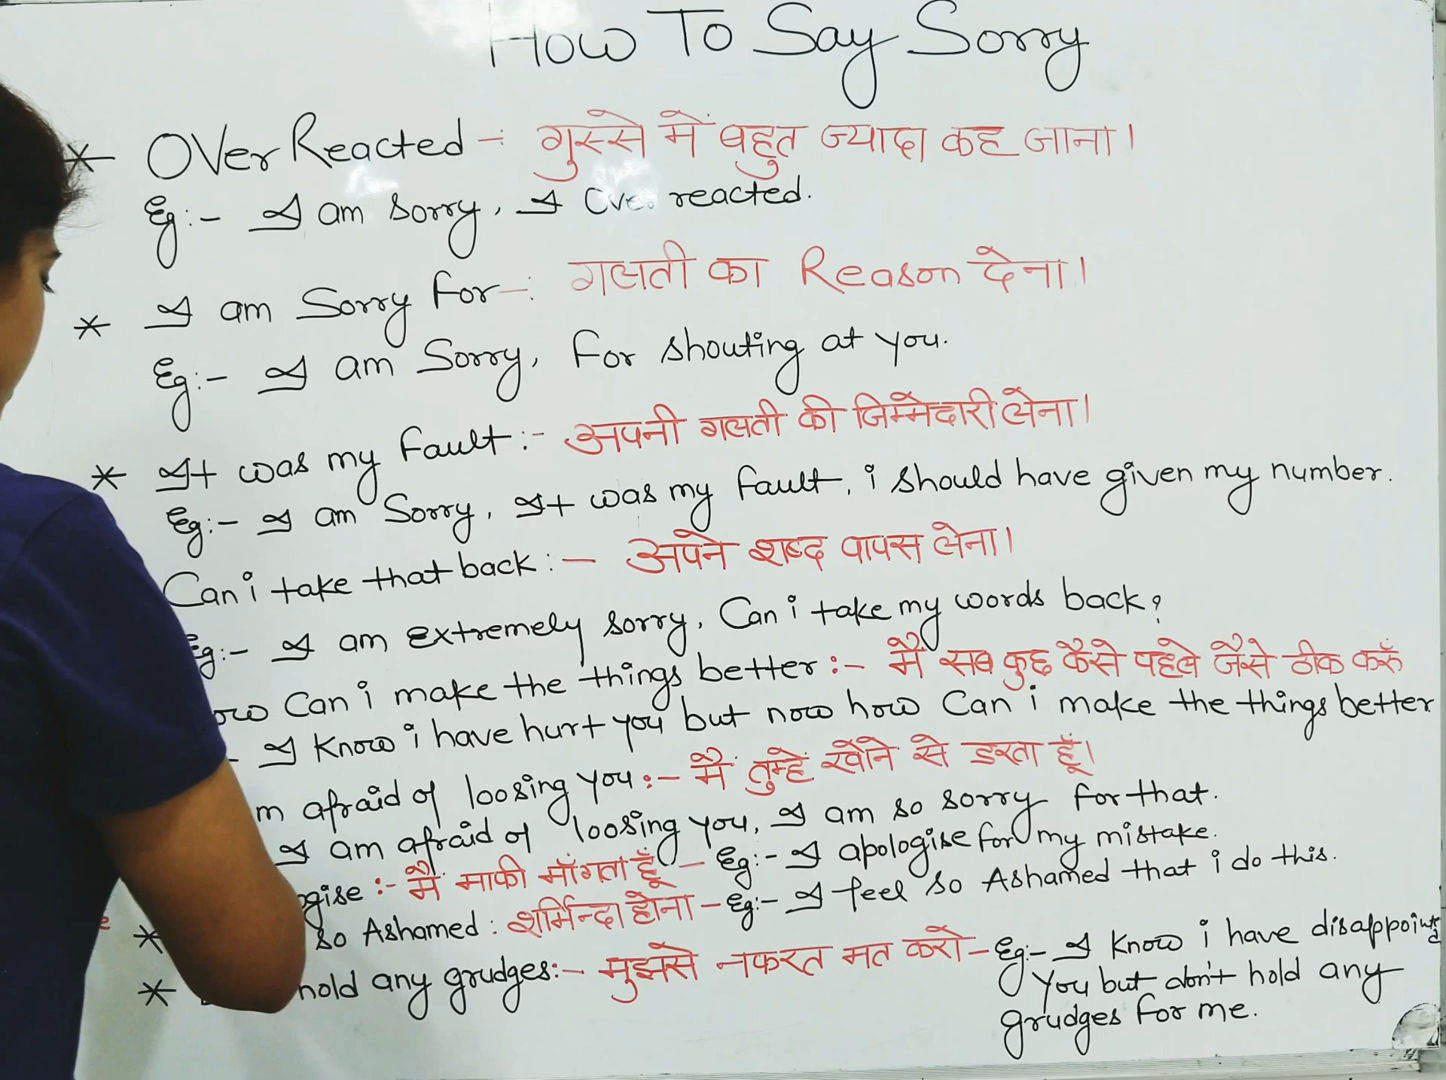 How To Say Sorry
* Over Reacted -: गुस्से में बहुत ज्यादा कह जाना।
Eg:- I am sorry, I Over reacted.
* I am Sorry for -: गलती का Reason देना।
Eg:- I am Sorry, For shouting at you.
* It was my fault:- अपनी गलती की जिम्मेदारी लेना।
Eg:- I am Sorry, It was my fault, i should have given my number.
Can i take that back:- अपने शब्द वापस लेना।
Eg:- I am extremely sorry, Can i take my words back?
ow Can i make the things better:- मैं सब कुछ कैसे पहले जैसे ठीक करूँ
- I Know i have hurt you but now how Can i make the things better
m afraid of loosing you:- मैं तुम्हें खोंने से डरता हूँ।
I am afraid of loosing you, I am so sorry for that.
gise :- मैं माफी माँगता हूँ - Eg:- I apologise for my mistake.
* so Ashamed : शर्मिन्दा होना - Eg:- I feel so Ashamed that i do this.
* hold any grudges:- मुझसे नफरत मत करो - Eg:- I Know i have disappointed
You but don't hold any
grudges for me.